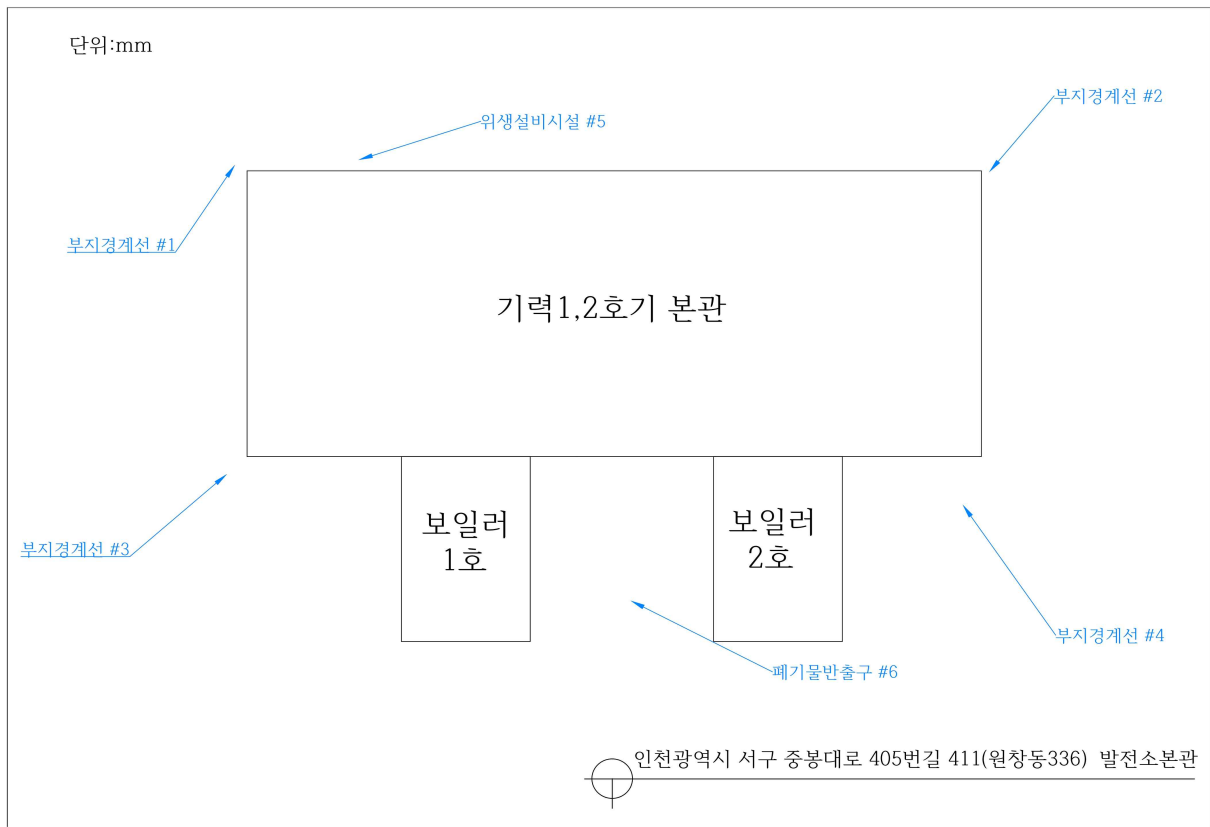 단위:mm
부지경계선 #2
위생설비시설 #5
부지경계선 #1
기력1,2호기 본관
보일러
1호
보일러
2호
부지경계선 #3
부지경계선 #4
폐기물반출구 #6
인천광역시 서구 중봉대로 405번길 411(원창동336) 발전소본관